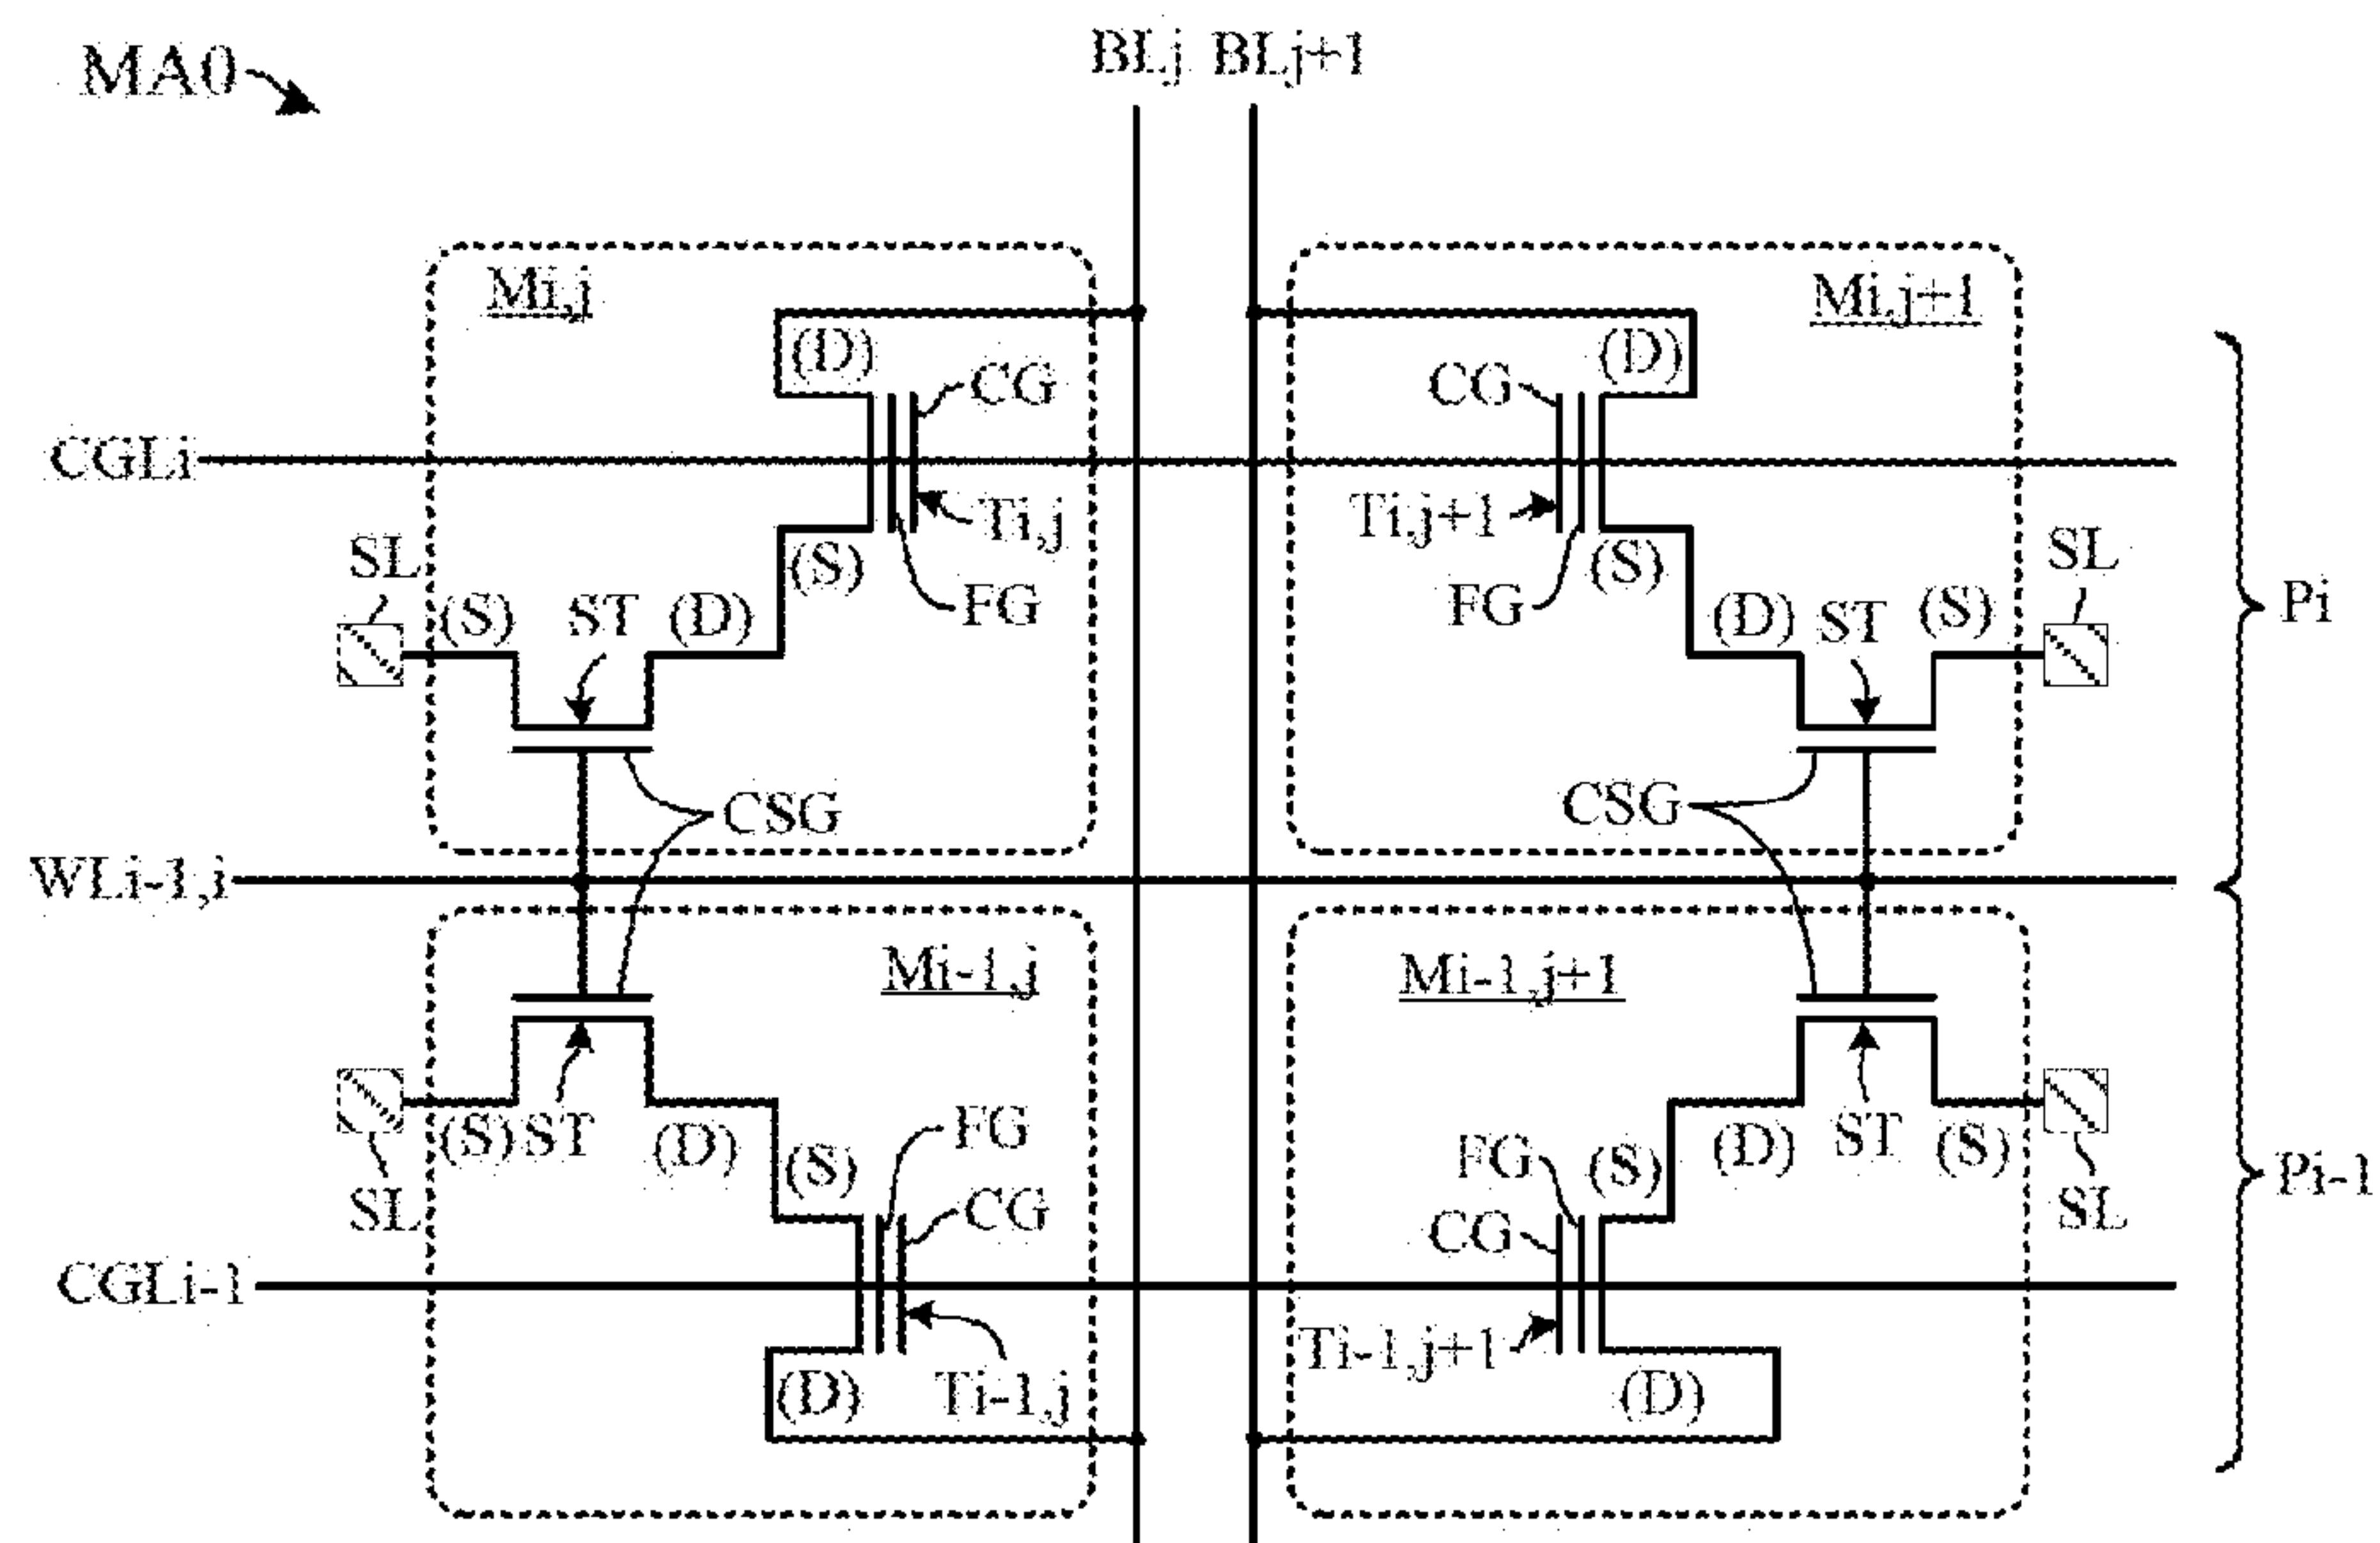 BLj BLj+1
MA0
Mi,j
Mi,j+1
(D)
(D)
CG
CG
CGLi
Ti,j
Ti,j+1
SL
(S)
(S)
SL
FG
FG
(S)
ST
(D)
(D)
ST
(S)
Pi
CSG
CSG
WLi-1,i
Mi-1,j
Mi-1,j+1
(S)
ST
(D)
FG
(S)
FG
(S)
(D)
ST
(S)
Pi-1
SL
CG
CG
SL
CGLi-1
Ti-1,j+1
(D)
Ti-1,j
(D)